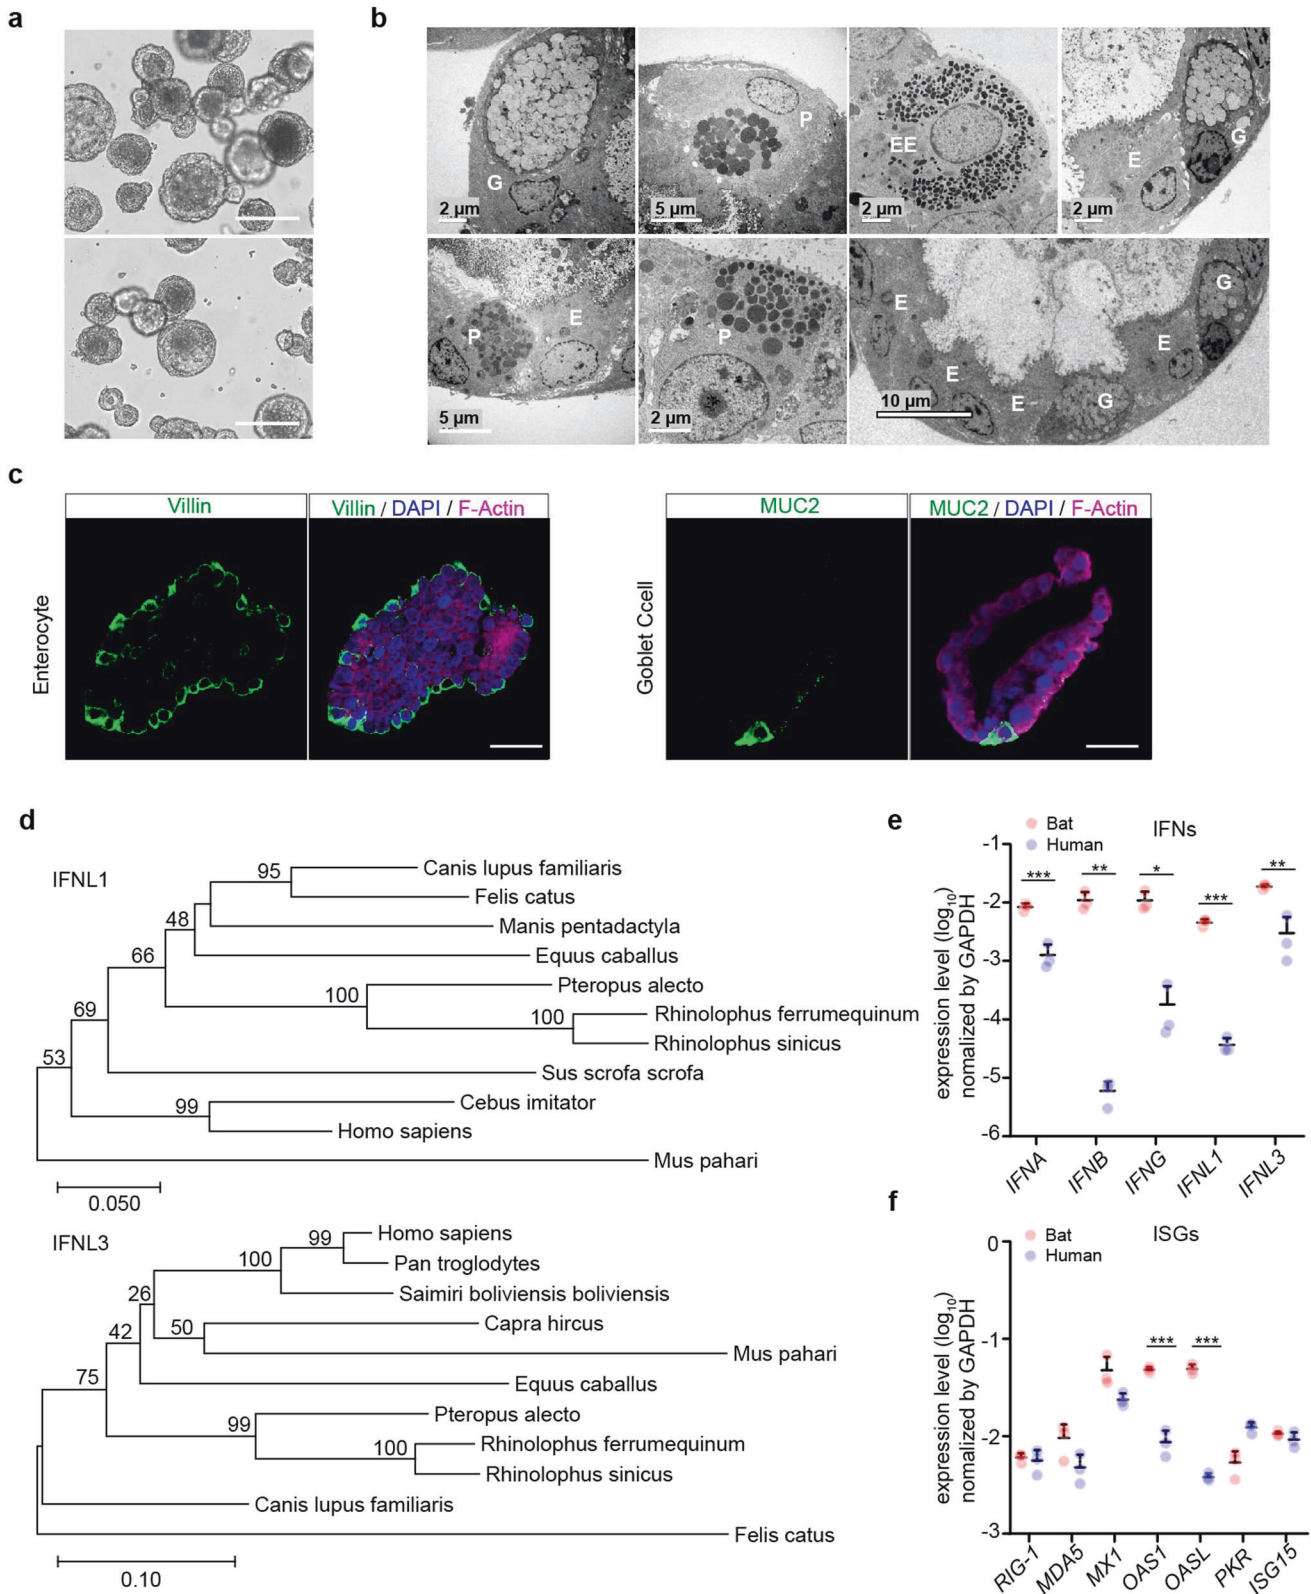 a
b
G
2 µm
P
5 µm
EE
2 µm
E
G
2 µm
P
E
5 µm
P
2 µm
E
E
E
E
G
G
10 µm
c
Villin
Villin / DAPI / F-Actin
MUC2
MUC2 / DAPI / F-Actin
Enterocyte
Goblet Ccell
d
IFNL1
95
Canis lupus familiaris
Felis catus
48
Manis pentadactyla
66
Equus caballus
100
Pteropus alecto
69
100
Rhinolophus ferrumequinum
Rhinolophus sinicus
53
Sus scrofa scrofa
99
Cebus imitator
Homo sapiens
Mus pahari
0.050
IFNL3
99
Homo sapiens
100
Pan troglodytes
26
Saimiri boliviensis boliviensis
42
50
Capra hircus
Mus pahari
75
Equus caballus
99
Pteropus alecto
100
Rhinolophus ferrumequinum
Rhinolophus sinicus
Canis lupus familiaris
Felis catus
0.10
e
Bat
Human
IFNs
expression level (log10)
nomalized by GAPDH
-1
-2
-3
-4
-5
-6
***
**
*
***
**
IFNA
IFNB
IFNG
IFNL1
IFNL3
f
Bat
Human
ISGs
expression level (log10)
nomalized by GAPDH
0
-1
-2
-3
***
***
RIG-1
MDA5
MX1
OAS1
OASL
PKR
ISG15